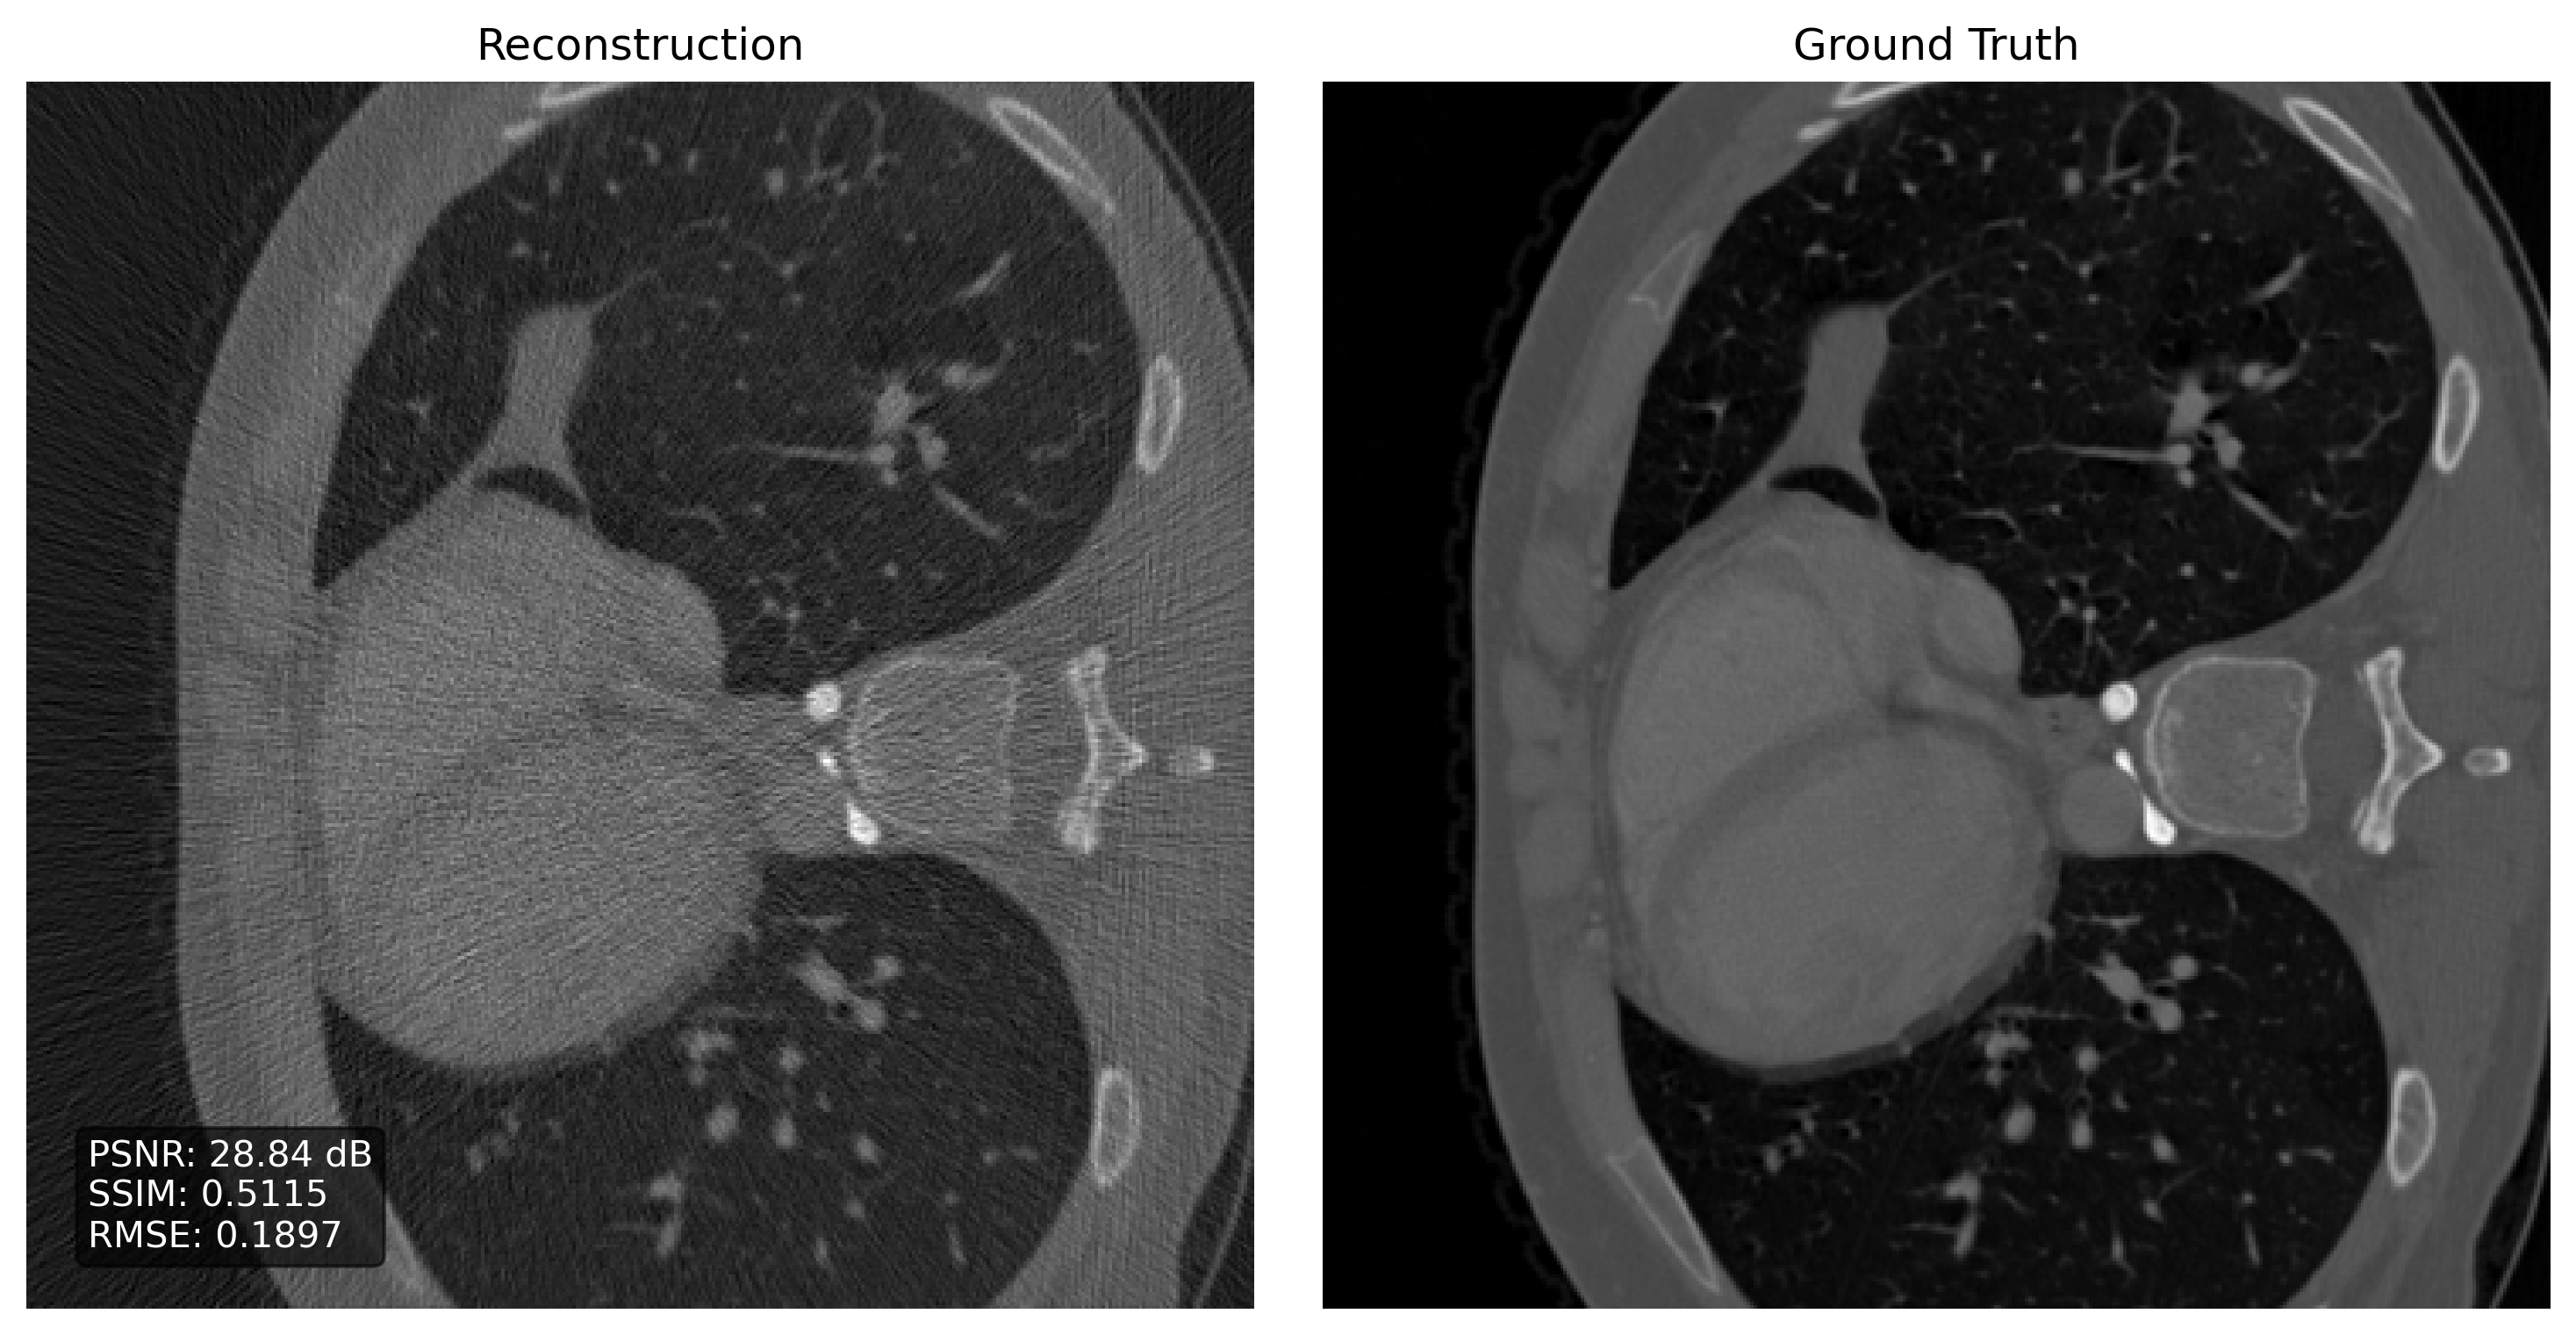 Reconstruction
Ground Truth
PSNR: 28.84 dB
SSIM: 0.5115
RMSE: 0.1897